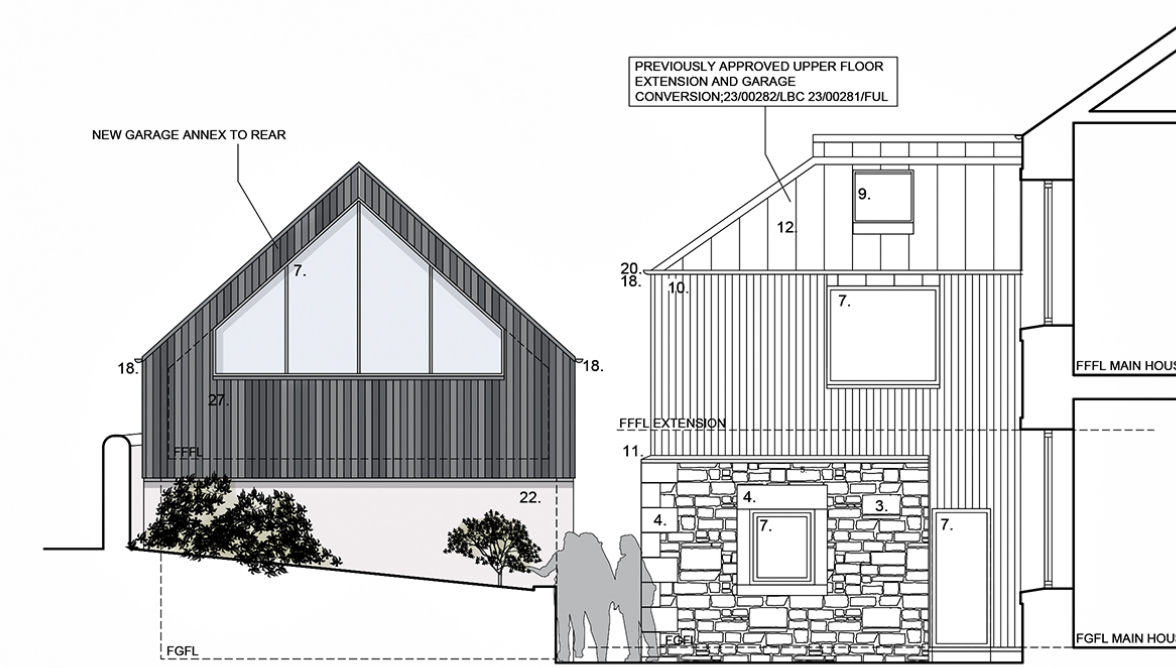 PREVIOUSLY APPROVED UPPER FLOOR
EXTENSION AND GARAGE
CONVERSION;23/00282/LBC 23/00281/FUL
NEW GARAGE ANNEX TO REAR
9.
12.
7.
20.
18.
10.
7.
18.
18.
FFFL MAIN HOUS
27.
FFFL EXTENSION
FFFL
11.
5
22.
4.
3.
4.
7.
7.
FGFL
FGFL
FGFL MAIN HOUS